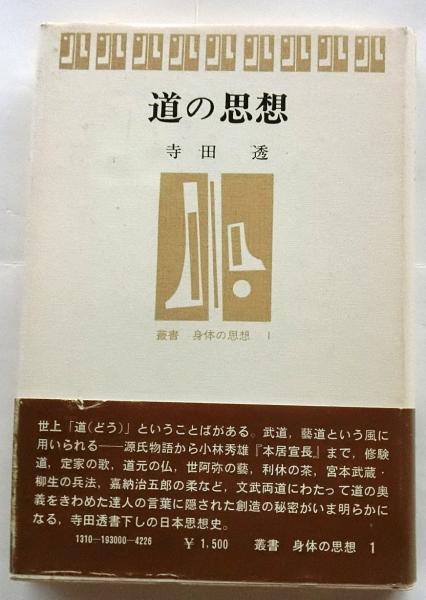 道の思想
寺田 透
叢書 身体の思想 1
世上「道(どう)」ということばがある。武道，藝道という風に
用いられる——源氏物語から小林秀雄『本居宣長』まで，修験
道，定家の歌，道元の仏，世阿弥の藝，利休の茶，宮本武蔵・
柳生の兵法，嘉納治五郎の柔など，文武両道にわたって道の奥
義をきわめた達人の言葉に隠された創造の秘密がいま明らかに
なる，寺田透書下しの日本思想史。
1310—193000—4226 ￥1,500 叢書 身体の思想 1